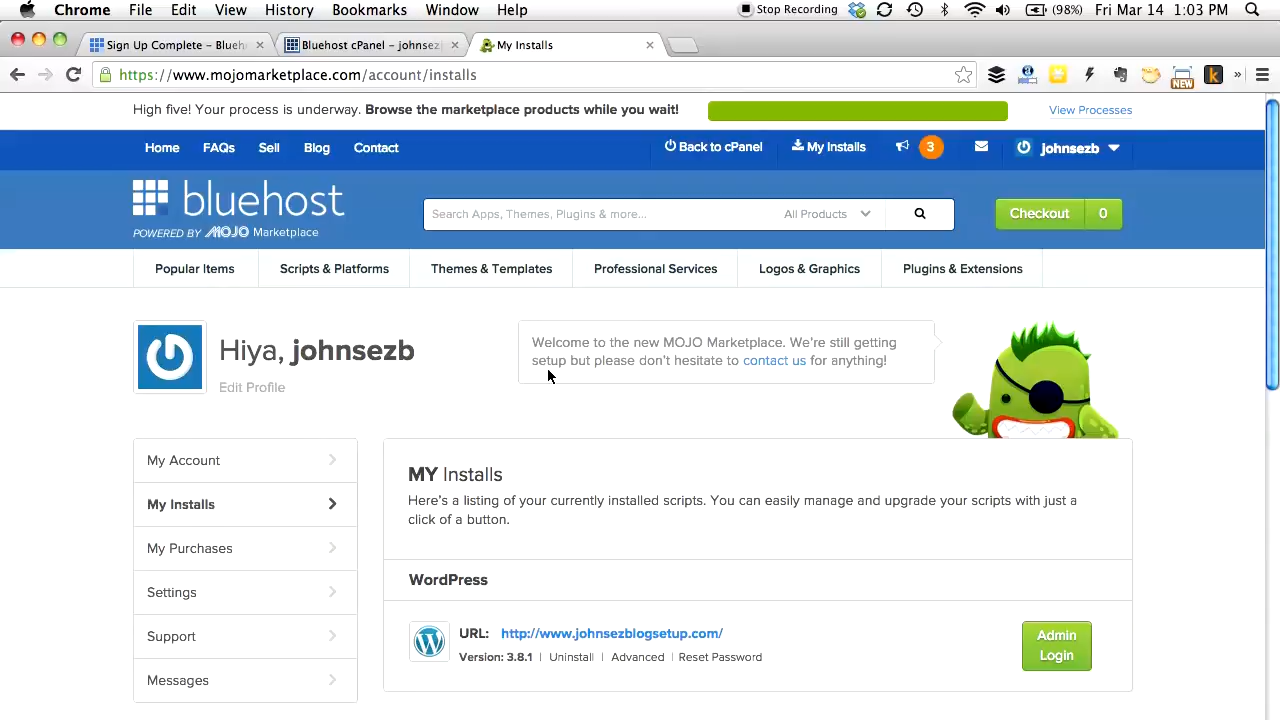 Chrome File Edit View History Bookmarks Window Help Stop Recording (98%) Fri Mar 14 1:03 PM
Sign Up Complete – Blueh Bluehost cPanel – johnsez My Installs
https://www.mojomarketplace.com/account/installs NEW k »
High five! Your process is underway. Browse the marketplace products while you wait! View Processes
Home FAQs Sell Blog Contact Back to cPanel My Installs 3 johnsezb
bluehost
POWERED BY MOJO Marketplace
Search Apps, Themes, Plugins & more... All Products Checkout 0
Popular Items Scripts & Platforms Themes & Templates Professional Services Logos & Graphics Plugins & Extensions
Hiya, johnsezb
Edit Profile
Welcome to the new MOJO Marketplace. We're still getting
setup but please don't hesitate to contact us for anything!
My Account
My Installs
My Purchases
Settings
Support
Messages
MY Installs
Here's a listing of your currently installed scripts. You can easily manage and upgrade your scripts with just a
click of a button.
WordPress
URL: http://www.johnsezblogsetup.com/
Version: 3.8.1 | Uninstall | Advanced | Reset Password
Admin
Login